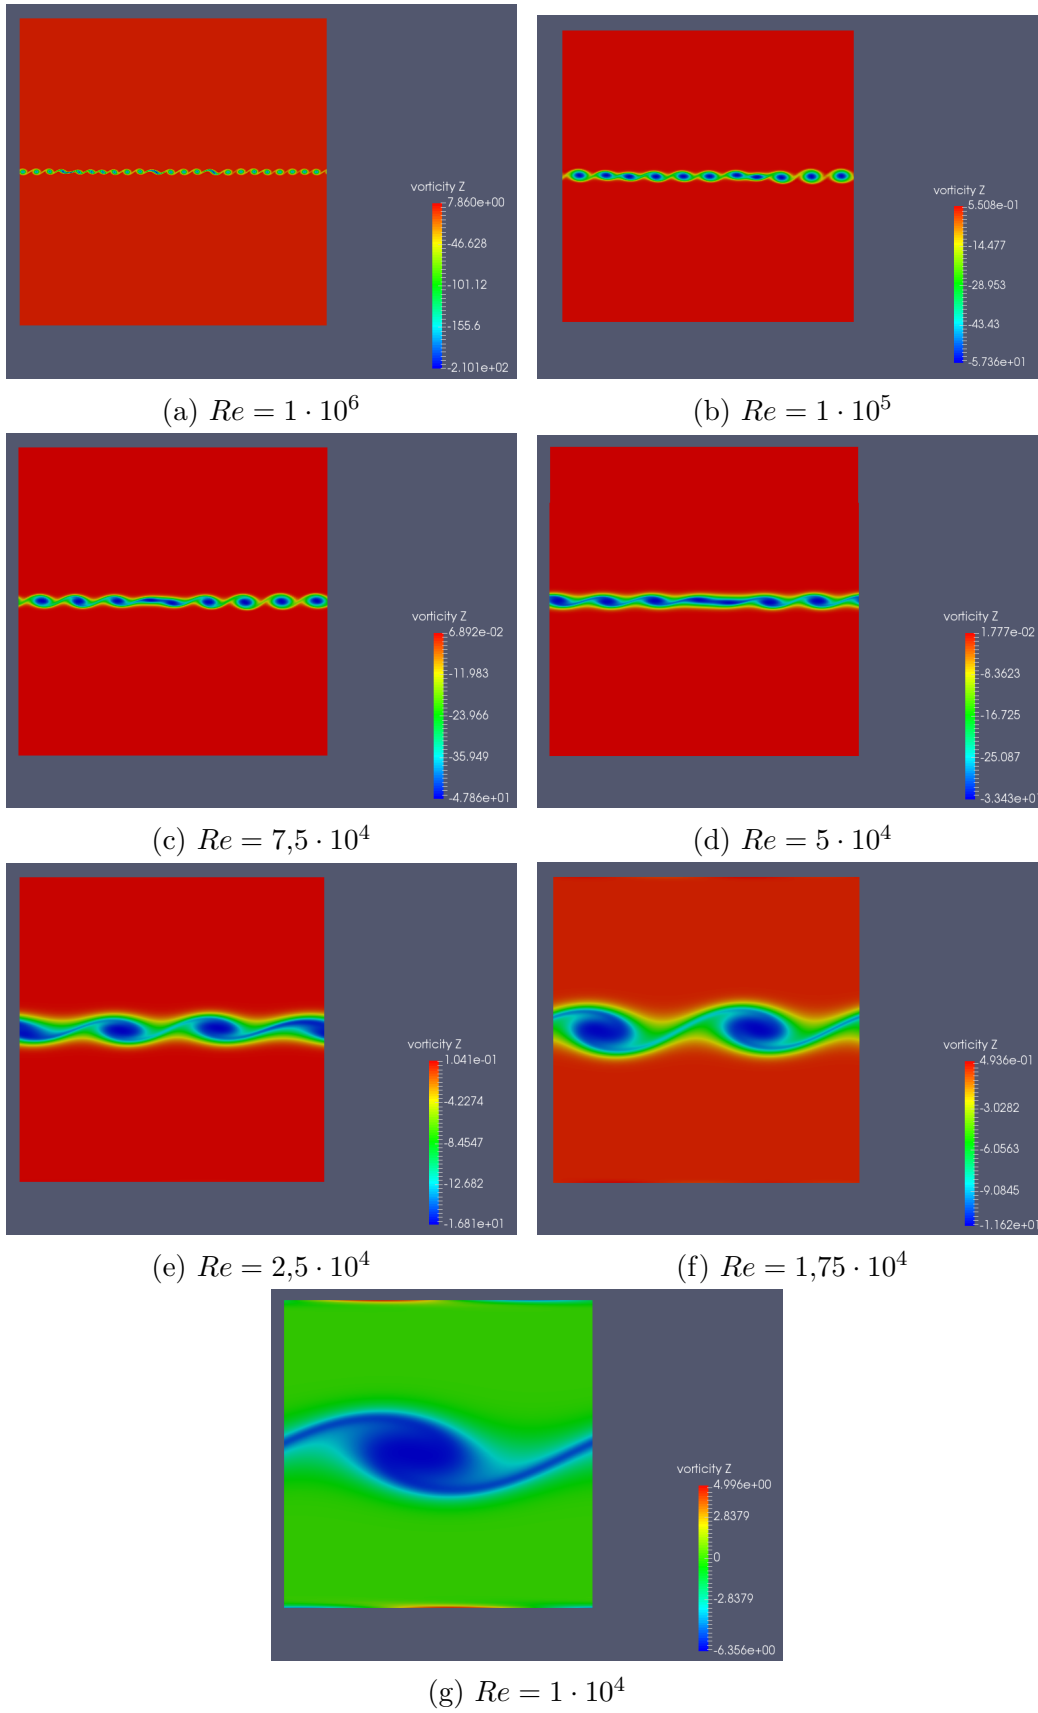 vorticity Z
7.860e+00
-46.628
-101.12
-155.6
-2.101e+02
(a) Re = 1 · 10^6
vorticity Z
5.508e-01
-14.477
-28.953
-43.43
-5.736e+01
(b) Re = 1 · 10^5
vorticity Z
6.892e-02
-11.983
-23.966
-35.949
-4.786e+01
(c) Re = 7,5 · 10^4
vorticity Z
1.777e-02
-8.3623
-16.725
-25.087
-3.343e+01
(d) Re = 5 · 10^4
vorticity Z
1.041e-01
-4.2274
-8.4547
-12.682
-1.681e+01
(e) Re = 2,5 · 10^4
vorticity Z
4.936e-01
-3.0282
-6.0563
-9.0845
-1.162e+01
(f) Re = 1,75 · 10^4
vorticity Z
4.996e+00
2.8379
0
-2.8379
-6.356e+00
(g) Re = 1 · 10^4